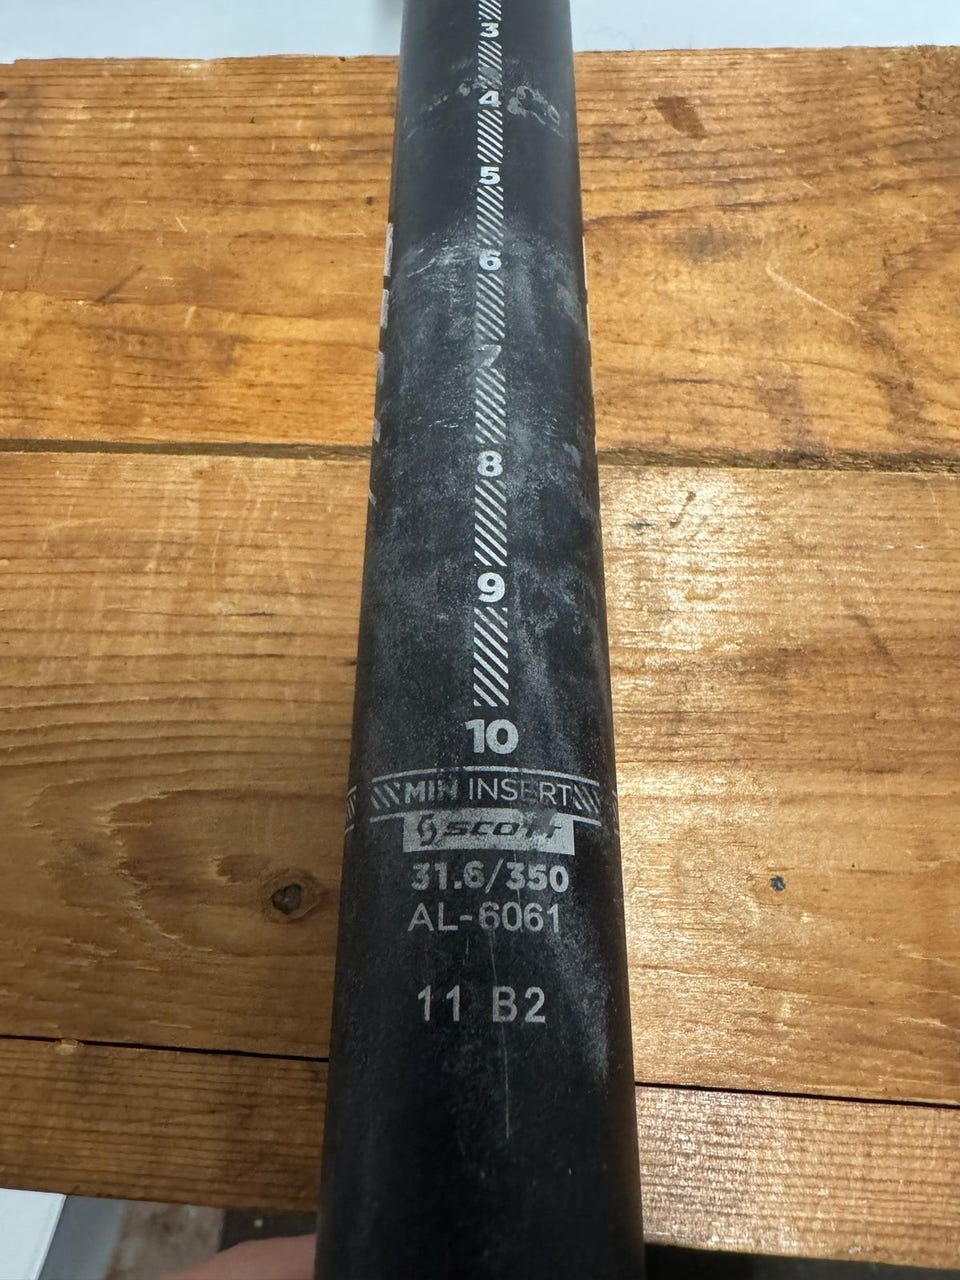 3
4
5
6
7
8
9
10
MIN INSERT
SCOTT
31.6/350
AL-6061
11 B2